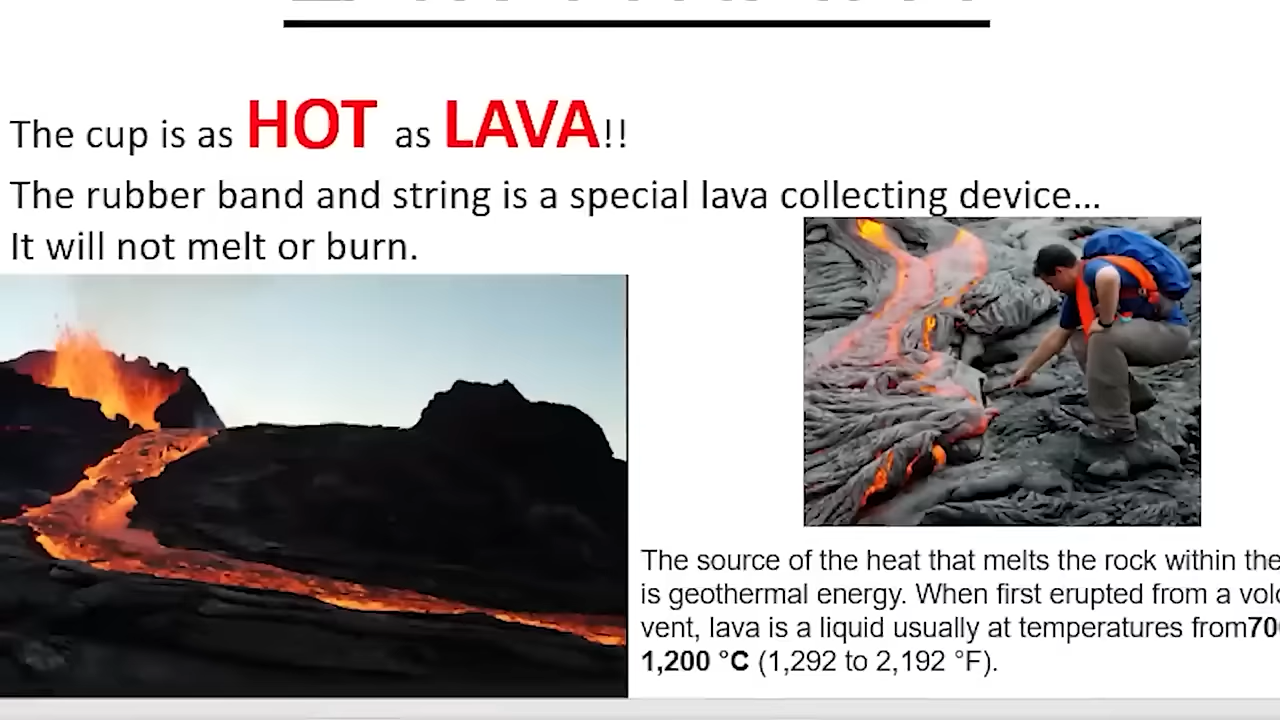 The cup is as HOT as LAVA!!
The rubber band and string is a special lava collecting device...
It will not melt or burn.
The source of the heat that melts the rock within the
is geothermal energy. When first erupted from a
vent, lava is a liquid usually at temperatures from
1,200 °C (1,292 to 2,192 °F).